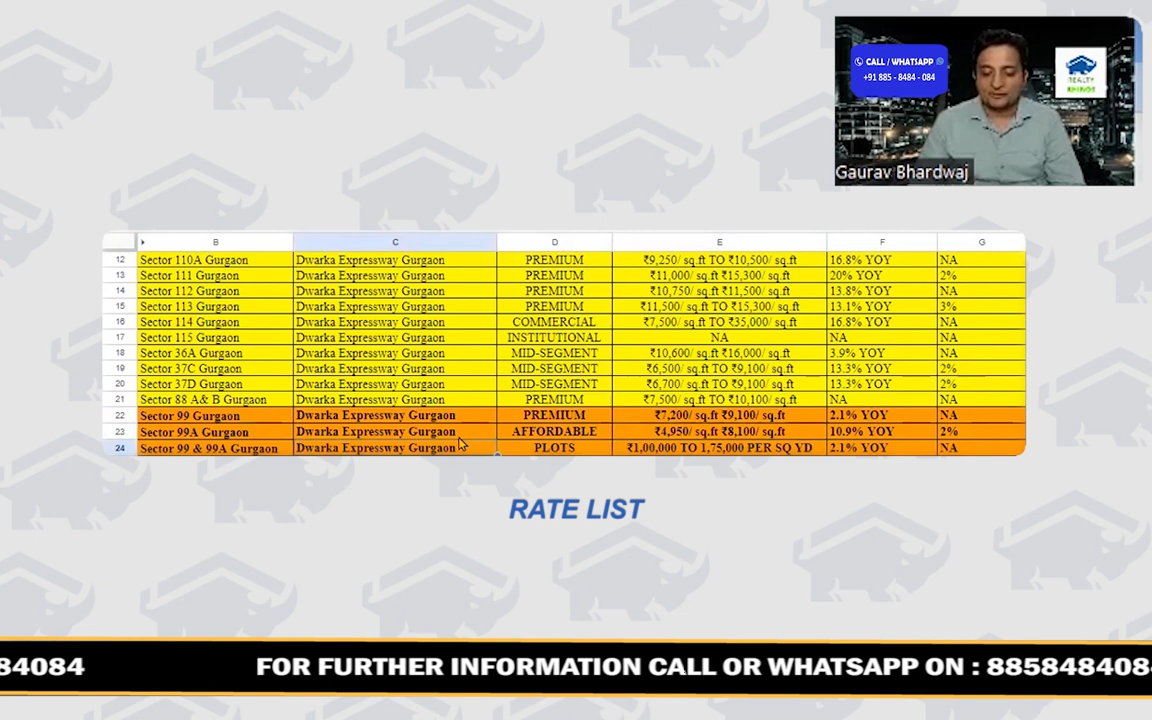 CALL / WHATSAPP
+91 885 - 8484 - 084
REALTY
RHINOS
Gaurav Bhardwaj
B C D E F G
12 Sector 110A Gurgaon Dwarka Expressway Gurgaon PREMIUM ₹9,250/ sq.ft TO ₹10,500/ sq.ft 16.8% YOY NA
13 Sector 111 Gurgaon Dwarka Expressway Gurgaon PREMIUM ₹11,000/ sq.ft ₹15,300/ sq.ft 20% YOY 2%
14 Sector 112 Gurgaon Dwarka Expressway Gurgaon PREMIUM ₹10,750/ sq.ft ₹11,500/ sq.ft 13.8% YOY NA
15 Sector 113 Gurgaon Dwarka Expressway Gurgaon PREMIUM ₹11,500/ sq.ft TO ₹15,300/ sq.ft 13.1% YOY 3%
16 Sector 114 Gurgaon Dwarka Expressway Gurgaon COMMERCIAL ₹7,500/ sq.ft TO ₹35,000/ sq.ft 16.8% YOY NA
17 Sector 115 Gurgaon Dwarka Expressway Gurgaon INSTITUTIONAL NA NA NA
18 Sector 36A Gurgaon Dwarka Expressway Gurgaon MID-SEGMENT ₹10,600/ sq.ft ₹16,000/ sq.ft 3.9% YOY NA
19 Sector 37C Gurgaon Dwarka Expressway Gurgaon MID-SEGMENT ₹6,500/ sq.ft TO ₹9,100/ sq.ft 13.3% YOY 2%
20 Sector 37D Gurgaon Dwarka Expressway Gurgaon MID-SEGMENT ₹6,700/ sq.ft TO ₹9,100/ sq.ft 13.3% YOY 2%
21 Sector 88 A& B Gurgaon Dwarka Expressway Gurgaon PREMIUM ₹7,500/ sq.ft TO ₹10,100/ sq.ft NA NA
22 Sector 99 Gurgaon Dwarka Expressway Gurgaon PREMIUM ₹7,200/ sq.ft ₹9,100/ sq.ft 2.1% YOY NA
23 Sector 99A Gurgaon Dwarka Expressway Gurgaon AFFORDABLE ₹4,950/ sq.ft ₹8,100/ sq.ft 10.9% YOY 2%
24 Sector 99 & 99A Gurgaon Dwarka Expressway Gurgaon PLOTS ₹1,00,000 TO 1,75,000 PER SQ YD 2.1% YOY NA
RATE LIST
84084 FOR FURTHER INFORMATION CALL OR WHATSAPP ON : 885848408